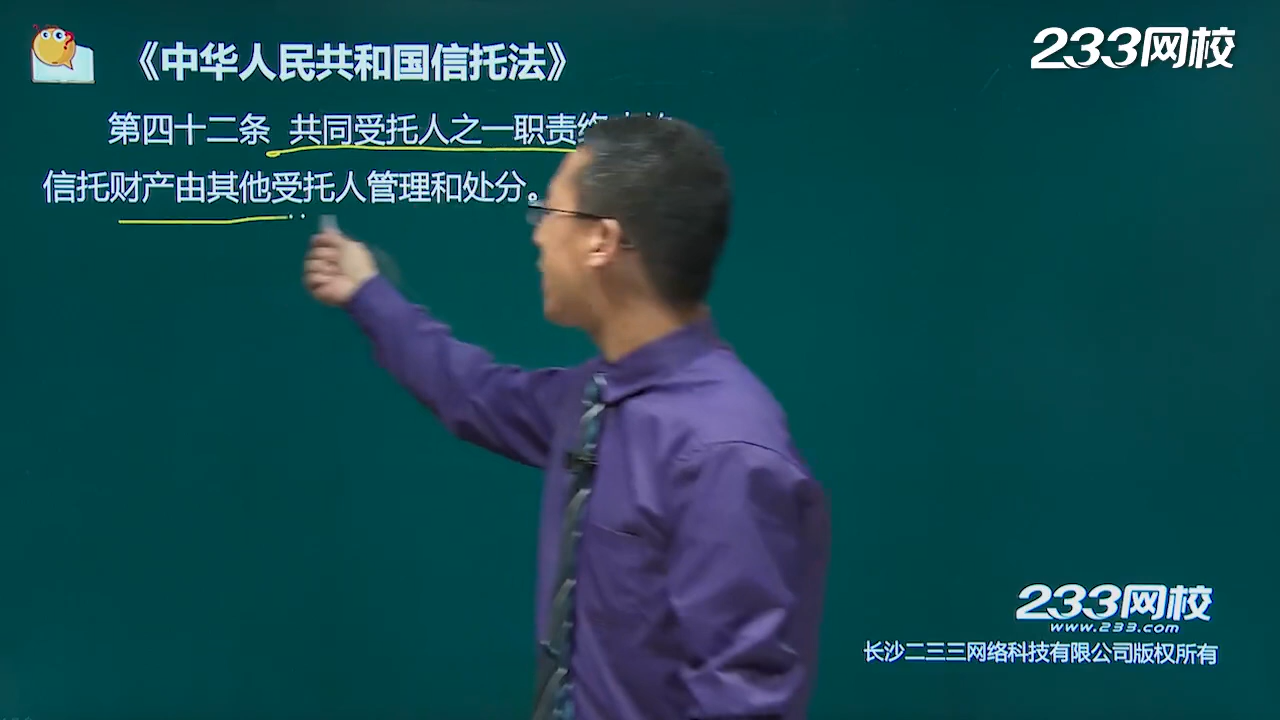 《中华人民共和国信托法》
233网校
第四十二条 共同受托人之一职责终
信托财产由其他受托人管理和处分。
233网校
www.233.com
长沙二三三网络科技有限公司版权所有